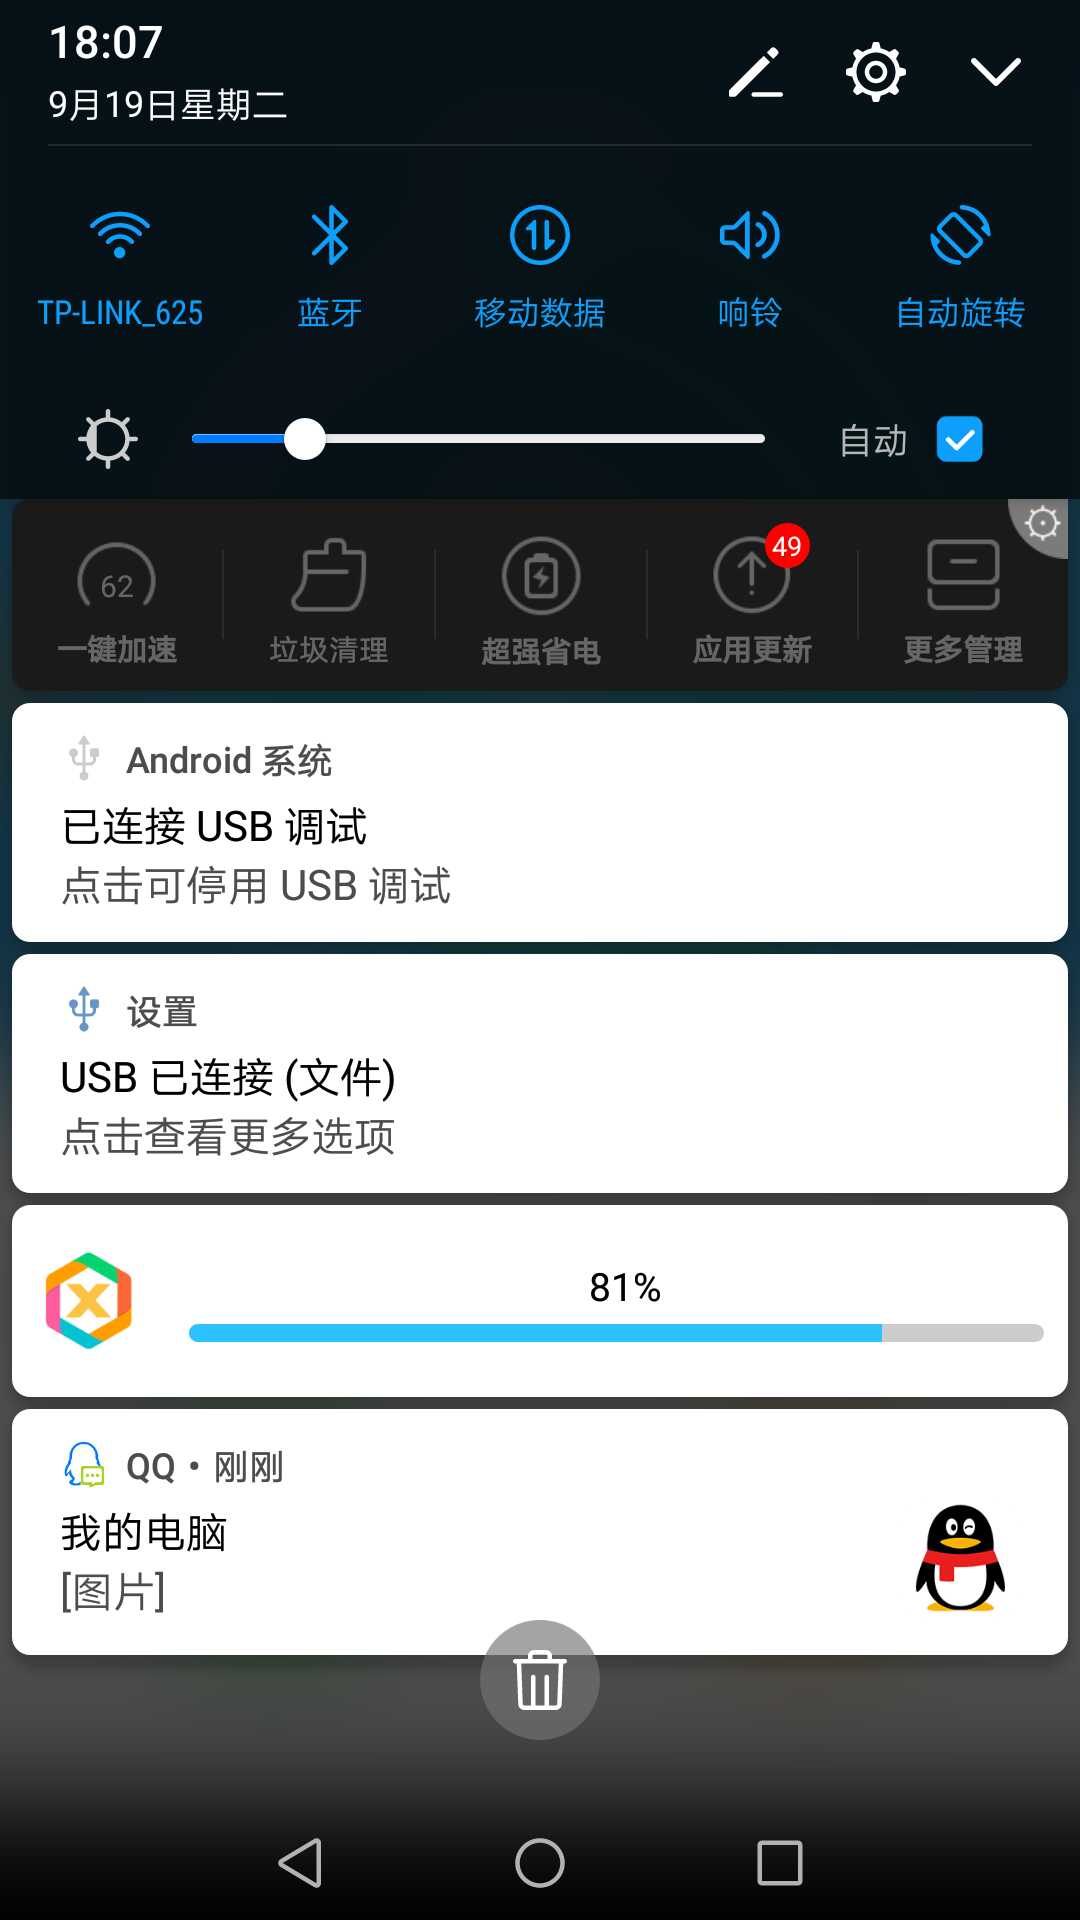 18:07
9月19日星期二
TP-LINK_625
蓝牙
移动数据
响铃
自动旋转
自动
62
49
一键加速
垃圾清理
超强省电
应用更新
更多管理
Android 系统
已连接 USB 调试
点击可停用 USB 调试
设置
USB 已连接 (文件)
点击查看更多选项
81%
QQ • 刚刚
我的电脑
[图片]